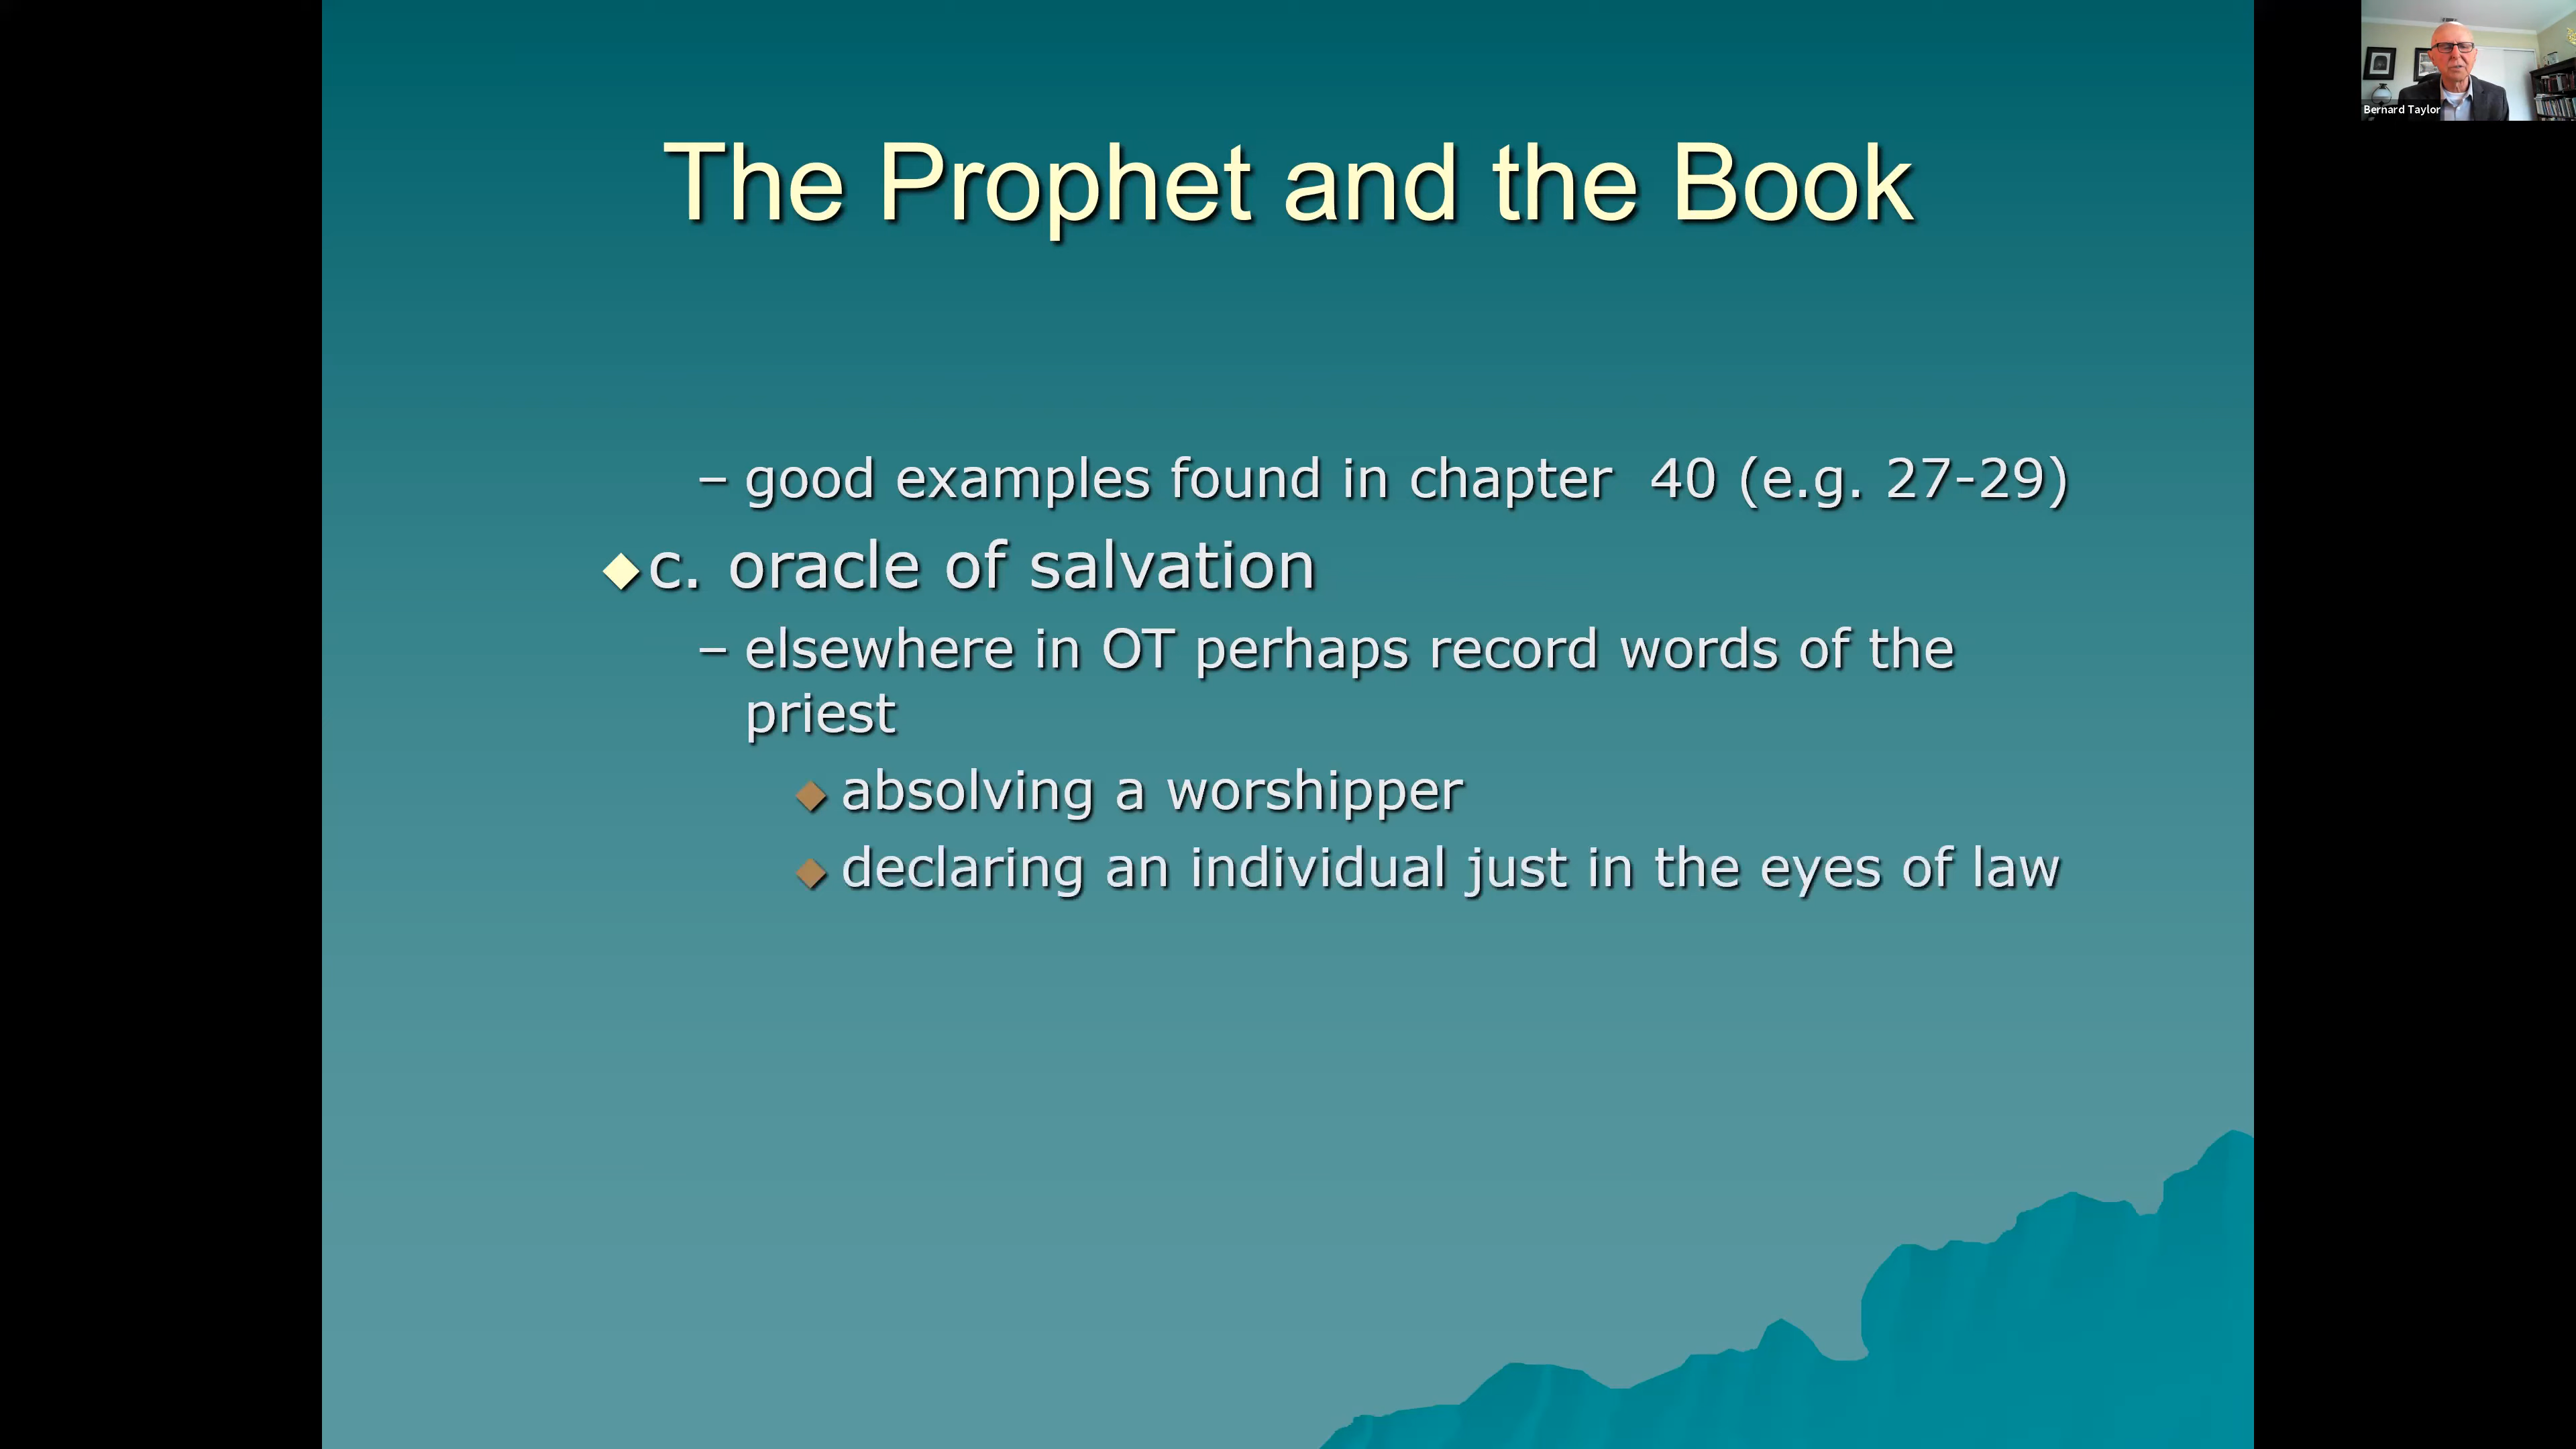 The Prophet and the Book
– good examples found in chapter  40 (e.g. 27-29)
◆ c. oracle of salvation
– elsewhere in OT perhaps record words of the
priest
◆ absolving a worshipper
◆ declaring an individual just in the eyes of law
Bernard Taylor